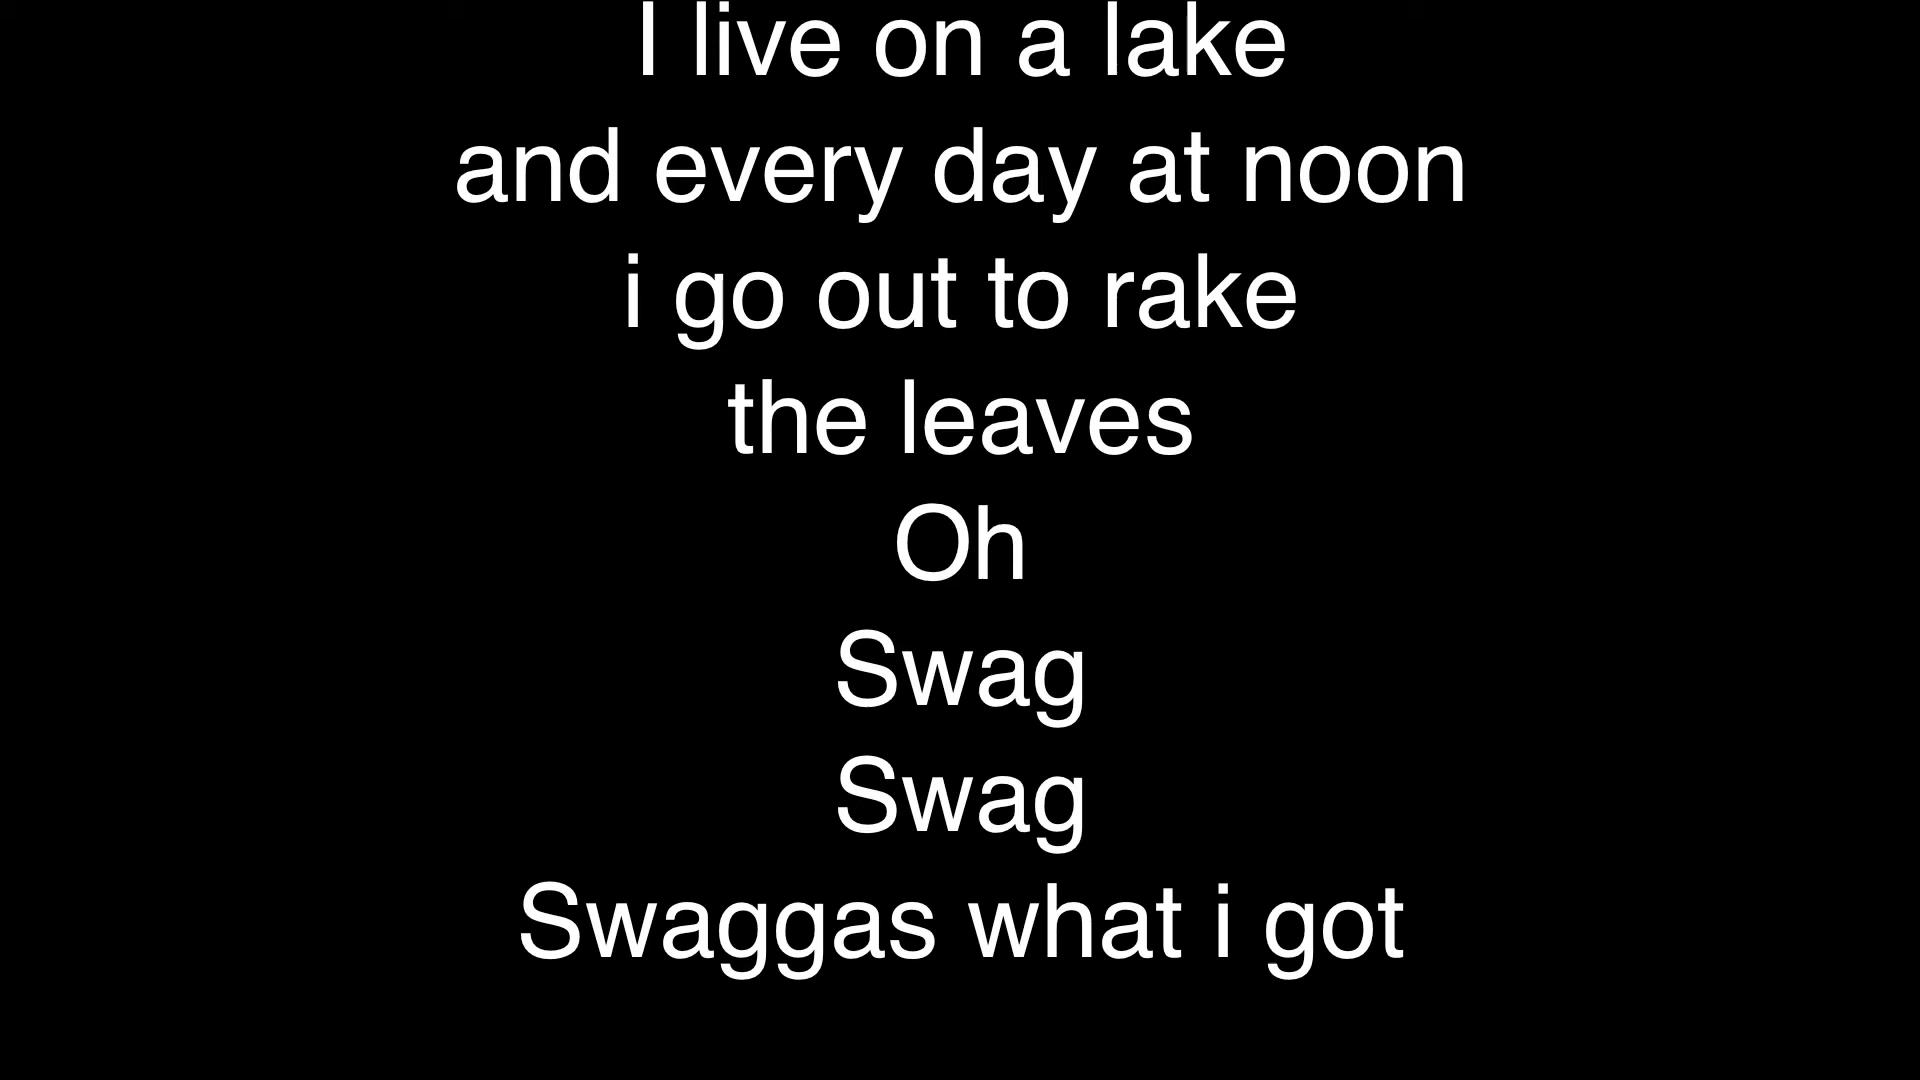 I live on a lake
and every day at noon
i go out to rake
the leaves
Oh
Swag
Swag
Swaggas what i got